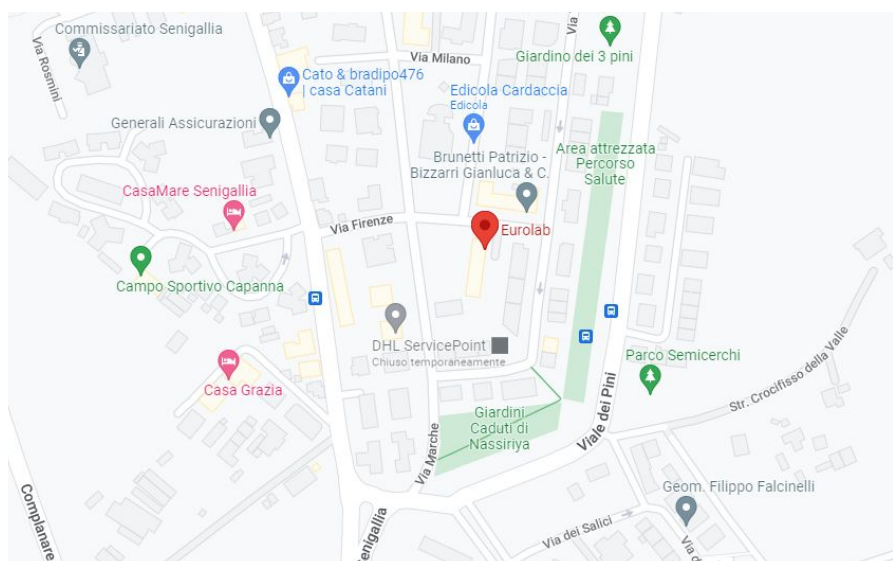 Commissariato Senigallia
Via Rosmini
Via Milano
Giardino dei 3 pini
Cato & bradipo476
| casa Catani
Edicola Cardaccia
Edicola
Generali Assicurazioni
Area attrezzata
Percorso
Salute
Brunetti Patrizio -
Bizzarri Gianluca & C.
CasaMare Senigallia
Via Firenze
Eurolab
Campo Sportivo Capanna
DHL ServicePoint
Chiuso temporaneamente
Parco Semicerchi
Str. Crocifisso della Valle
Casa Grazia
Giardini
Caduti di
Nassiriya
Viale dei Pini
Via Marche
Geom. Filippo Falcinelli
Complanare
Senigallia
Via dei Salici
Via d